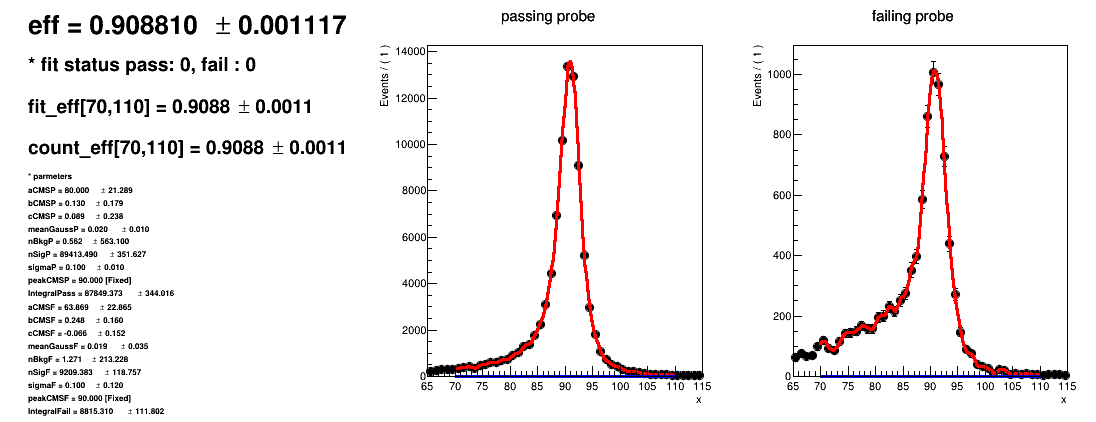 eff = 0.908810 ± 0.001117
* fit status pass: 0, fail : 0
fit_eff[70,110] = 0.9088 ± 0.0011
count_eff[70,110] = 0.9088 ± 0.0011
* parmeters
aCMSP = 80.000 ± 21.289
bCMSP = 0.130 ± 0.179
cCMSP = 0.089 ± 0.238
meanGaussP = 0.020 ± 0.010
nBkgP = 0.562 ± 563.100
nSigP = 89413.490 ± 351.627
sigmaP = 0.100 ± 0.010
peakCMSP = 90.000 [Fixed]
IntegralPass = 87849.373 ± 344.016
aCMSF = 63.869 ± 22.865
bCMSF = 0.248 ± 0.160
cCMSF = -0.066 ± 0.152
meanGaussF = 0.019 ± 0.035
nBkgF = 1.271 ± 213.228
nSigF = 9209.383 ± 118.757
sigmaF = 0.100 ± 0.120
peakCMSF = 90.000 [Fixed]
IntegralFail = 8815.310 ± 111.802
passing probe
Events / ( 1 )
14000
12000
10000
8000
6000
4000
2000
0
65 70 75 80 85 90 95 100 105 110 115
x
failing probe
Events / ( 1 )
1000
800
600
400
200
0
65 70 75 80 85 90 95 100 105 110 115
x